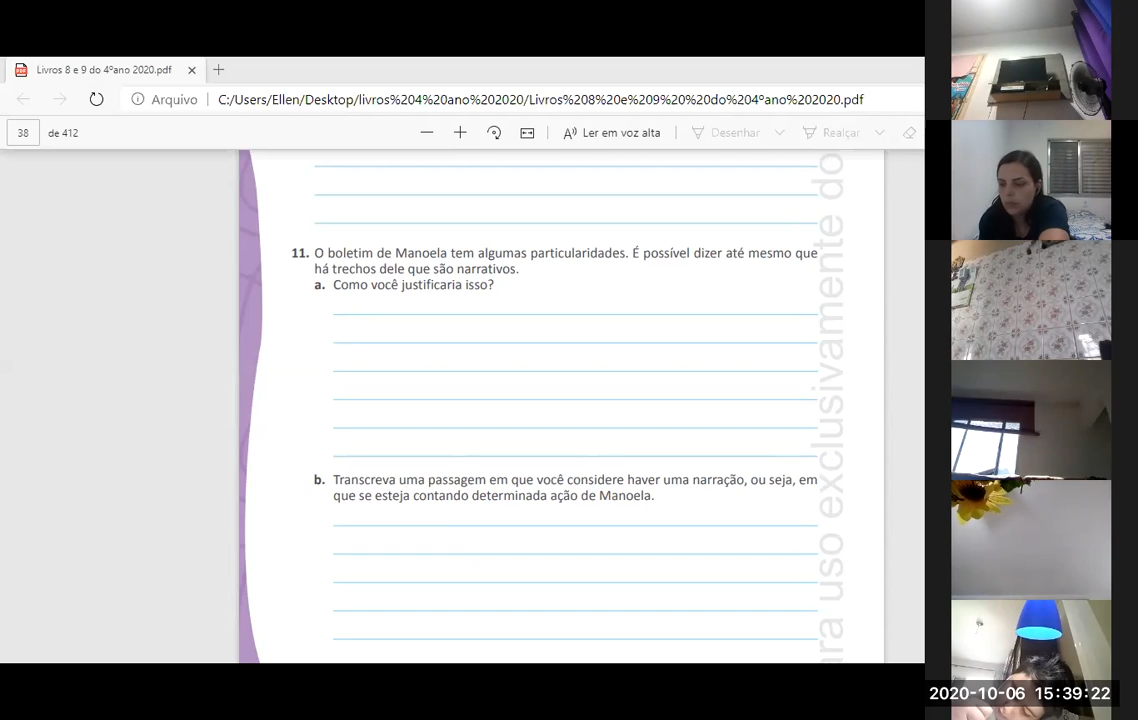 Livros 8 e 9 do 4ºano 2020.pdf
Arquivo C:/Users/Ellen/Desktop/livros%204%20ano%202020/Livros%208%20e%209%20%20do%204ºano%202020.pdf
38 de 412 Ler em voz alta Desenhar Realçar
11. O boletim de Manoela tem algumas particularidades. É possível dizer até mesmo que
há trechos dele que são narrativos.
a. Como você justificaria isso?
b. Transcreva uma passagem em que você considere haver uma narração, ou seja, em
que se esteja contando determinada ação de Manoela.
ara uso exclusivamente do
2020-10-06 15:39:22